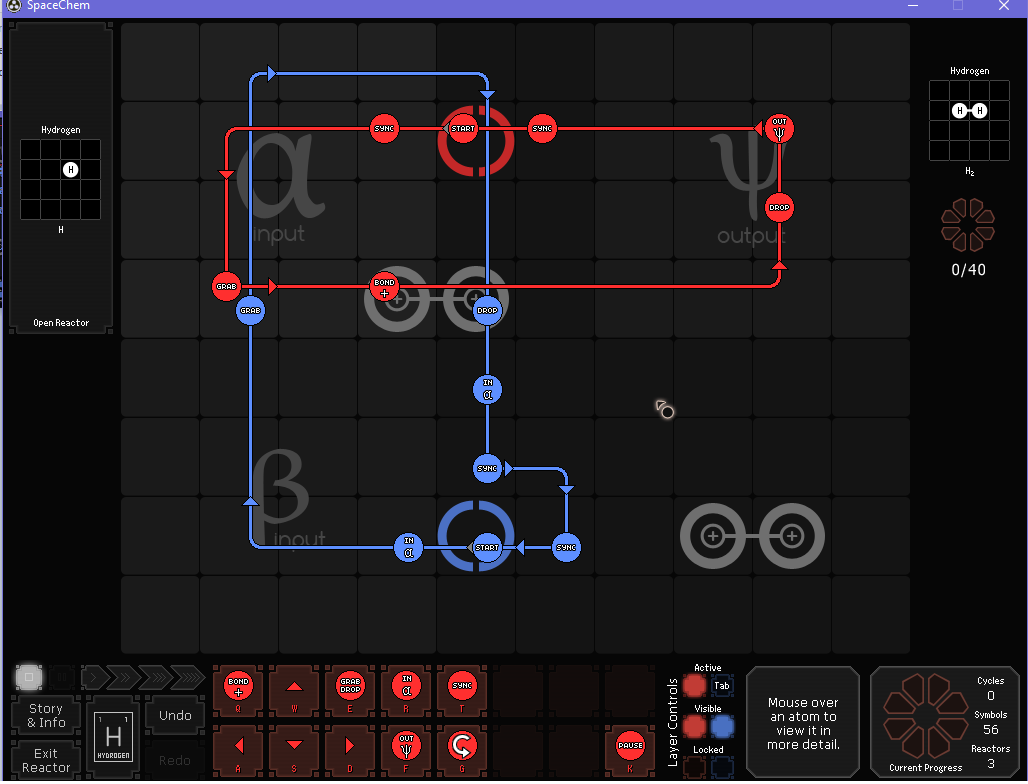 SpaceChem
Hydrogen
H
H
Open Reactor
α
input
β
input
ψ
output
SYNC
START
SYNC
OUT
ψ
DROP
GRAB
BOND
+
GRAB
DROP
IN
α
SYNC
IN
α
START
SYNC
Hydrogen
H H
H₂
0/40
Story
& Info
Exit
Reactor
1 1
H
HYDROGEN
Undo
Redo
BOND
+
Q
W
GRAB
DROP
E
IN
α
R
SYNC
T
A
S
D
OUT
ψ
F
G
PAUSE
K
Layer Controls
Active
Tab
Visible
Locked
Mouse over
an atom to
view it in
more detail.
Cycles
0
Symbols
56
Reactors
3
Current Progress